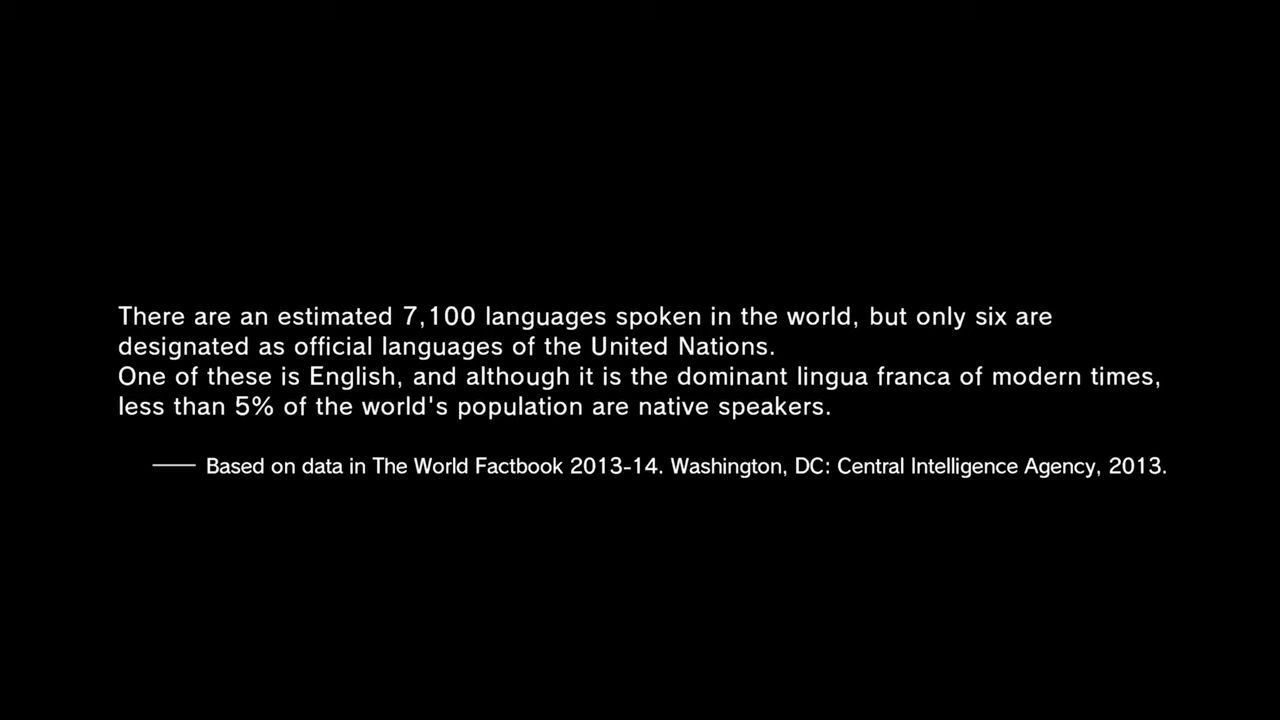 There are an estimated 7,100 languages spoken in the world, but only six are
designated as official languages of the United Nations.
One of these is English, and although it is the dominant lingua franca of modern times,
less than 5% of the world's population are native speakers.
—— Based on data in The World Factbook 2013-14. Washington, DC: Central Intelligence Agency, 2013.